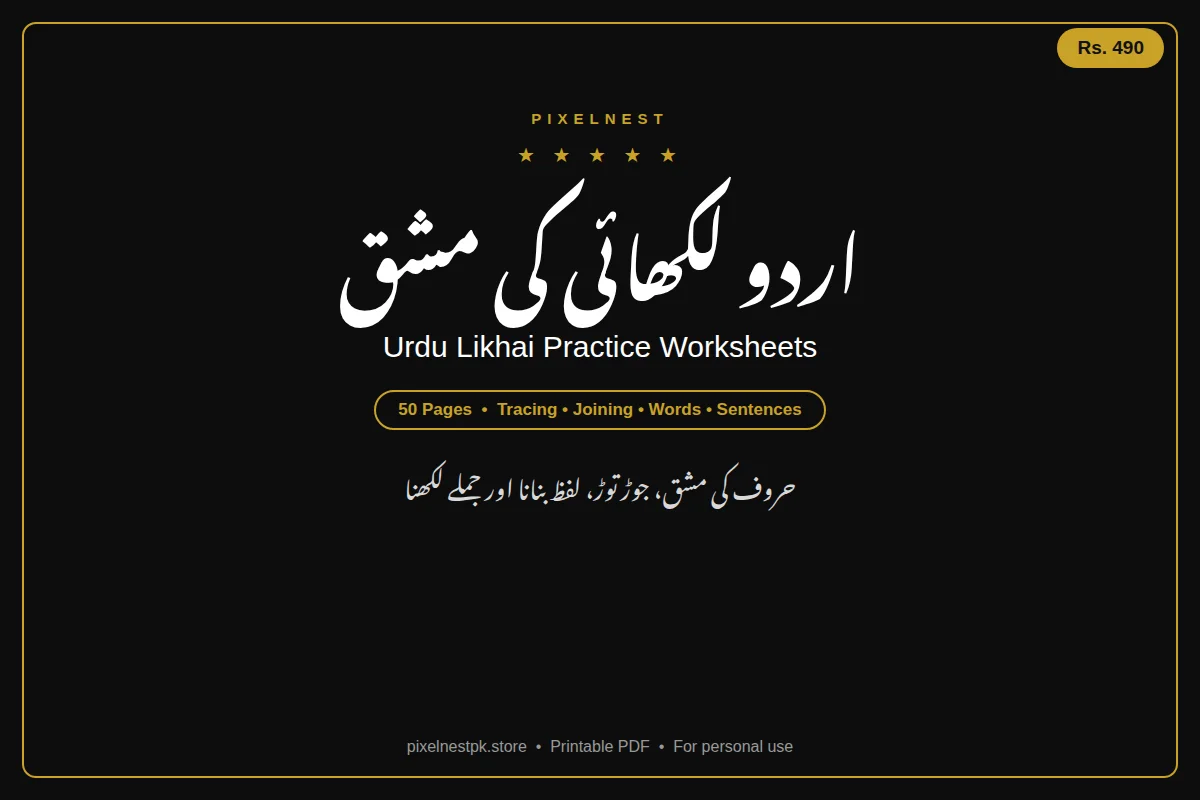 Rs. 490
PIXELNEST
★ ★ ★ ★ ★
اردو لکھائی کی مشق
Urdu Likhai Practice Worksheets
50 Pages • Tracing • Joining • Words • Sentences
حروف کی مشق، جوڑ توڑ، لفظ بنانا اور جملے لکھنا
pixelnestpk.store • Printable PDF • For personal use